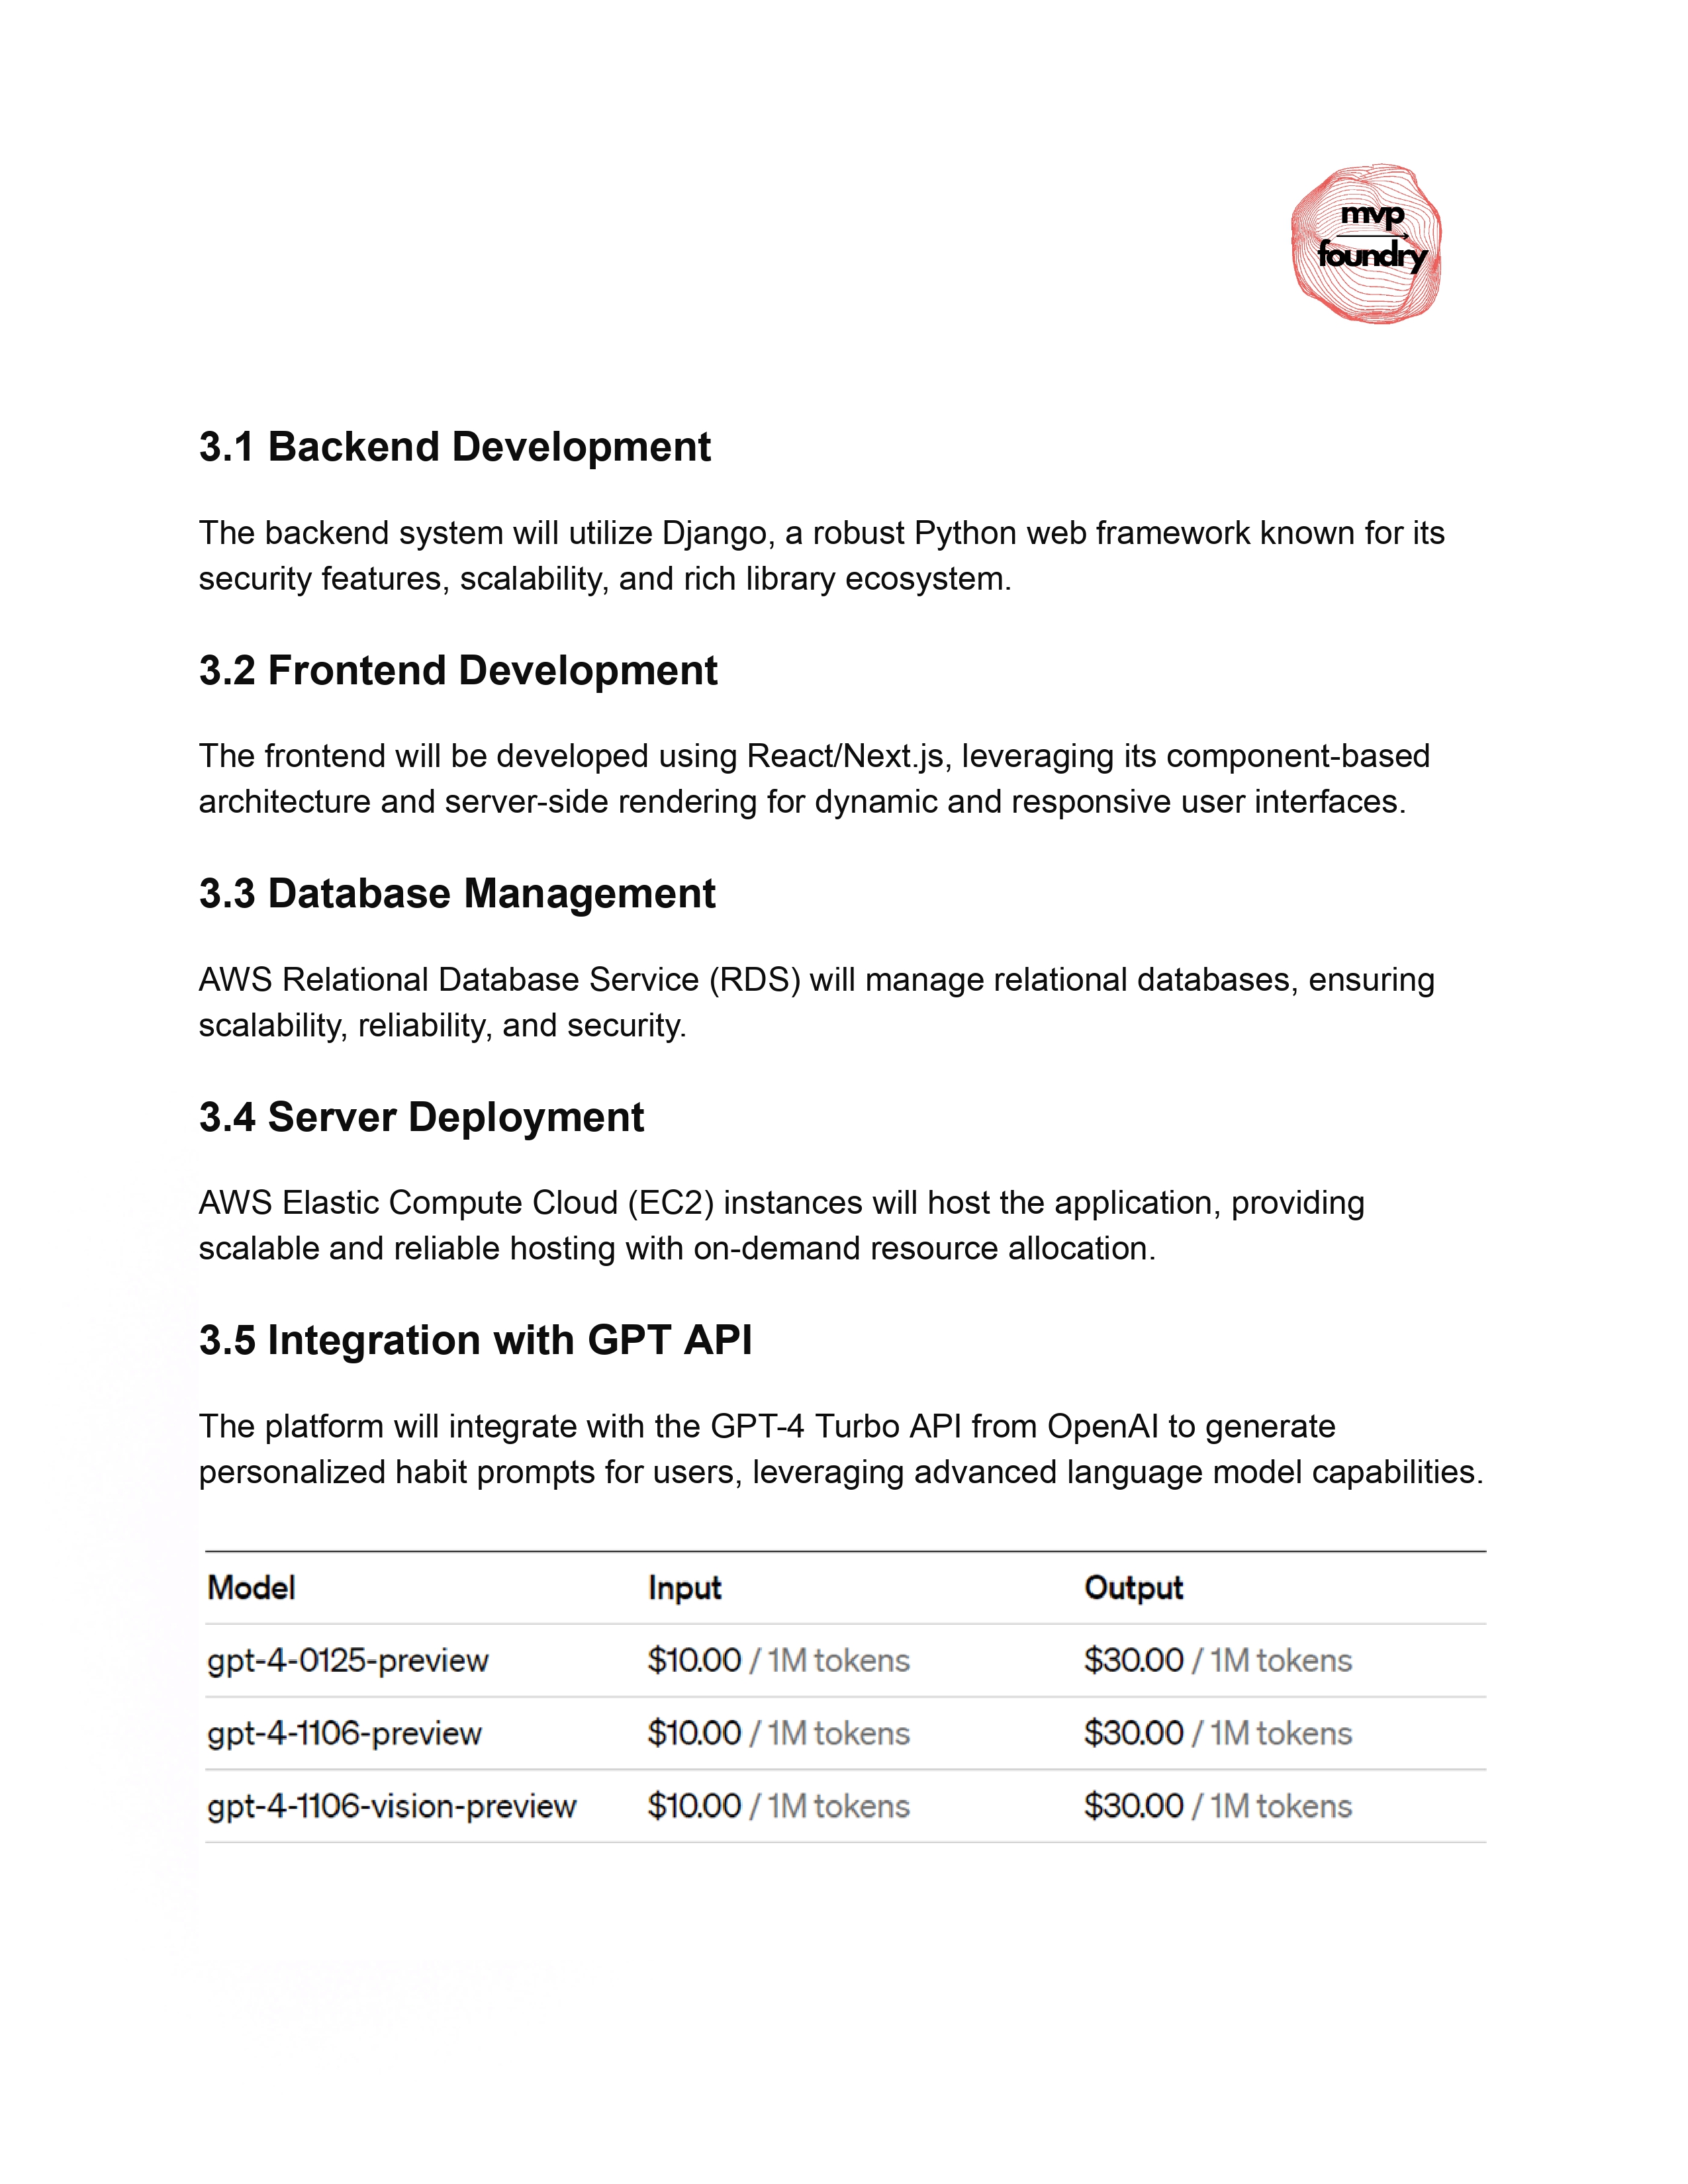 mvp
foundry
3.1 Backend Development
The backend system will utilize Django, a robust Python web framework known for its
security features, scalability, and rich library ecosystem.
3.2 Frontend Development
The frontend will be developed using React/Next.js, leveraging its component-based
architecture and server-side rendering for dynamic and responsive user interfaces.
3.3 Database Management
AWS Relational Database Service (RDS) will manage relational databases, ensuring
scalability, reliability, and security.
3.4 Server Deployment
AWS Elastic Compute Cloud (EC2) instances will host the application, providing
scalable and reliable hosting with on-demand resource allocation.
3.5 Integration with GPT API
The platform will integrate with the GPT-4 Turbo API from OpenAI to generate
personalized habit prompts for users, leveraging advanced language model capabilities.
Model Input Output
gpt-4-0125-preview $10.00 / 1M tokens $30.00 / 1M tokens
gpt-4-1106-preview $10.00 / 1M tokens $30.00 / 1M tokens
gpt-4-1106-vision-preview $10.00 / 1M tokens $30.00 / 1M tokens